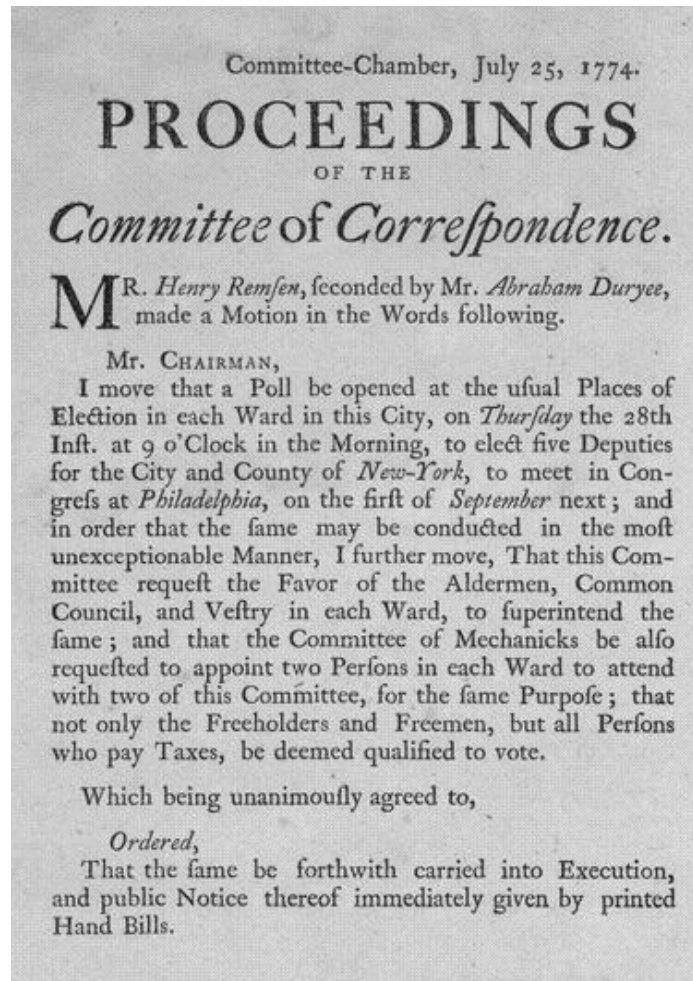 Committee-Chamber, July 25, 1774.
PROCEEDINGS
OF THE
Committee of Correſpondence.
MR. Henry Remſen, ſeconded by Mr. Abraham Duryee,
made a Motion in the Words following.
Mr. CHAIRMAN,
I move that a Poll be opened at the uſual Places of
Election in each Ward in this City, on Thurſday the 28th
Inſt. at 9 o'Clock in the Morning, to elect five Deputies
for the City and County of New-York, to meet in Con-
greſs at Philadelphia, on the firſt of September next; and
in order that the ſame may be conducted in the moſt
unexceptionable Manner, I further move, That this Com-
mittee requeſt the Favor of the Aldermen, Common
Council, and Veſtry in each Ward, to ſuperintend the
ſame; and that the Committee of Mechanicks be alſo
requeſted to appoint two Perſons in each Ward to attend
with two of this Committee, for the ſame Purpoſe; that
not only the Freeholders and Freemen, but all Perſons
who pay Taxes, be deemed qualified to vote.
Which being unanimouſly agreed to,
Ordered,
That the ſame be forthwith carried into Execution,
and public Notice thereof immediately given by printed
Hand Bills.